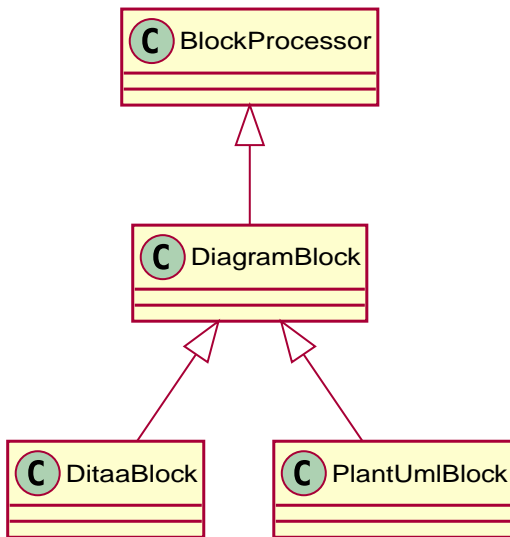 C BlockProcessor
C DiagramBlock
C DitaaBlock
C PlantUmlBlock